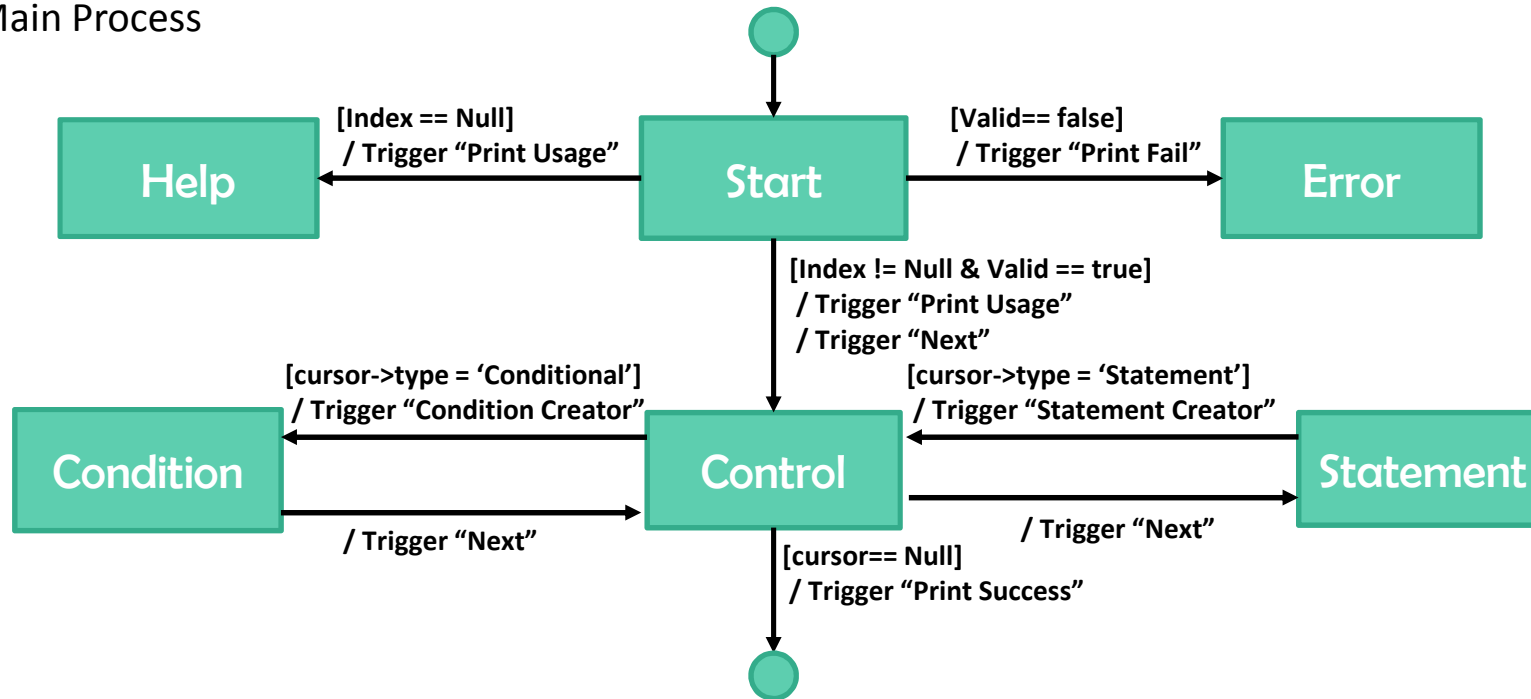 Main Process
[Index == Null]
/ Trigger “Print Usage”
[Valid== false]
/ Trigger “Print Fail”
Help
Start
Error
[Index != Null & Valid == true]
/ Trigger “Print Usage”
/ Trigger “Next”
[cursor->type = ‘Conditional’]
/ Trigger “Condition Creator”
[cursor->type = ‘Statement’]
/ Trigger “Statement Creator”
Condition
Control
Statement
/ Trigger “Next”
/ Trigger “Next”
[cursor== Null]
/ Trigger “Print Success”